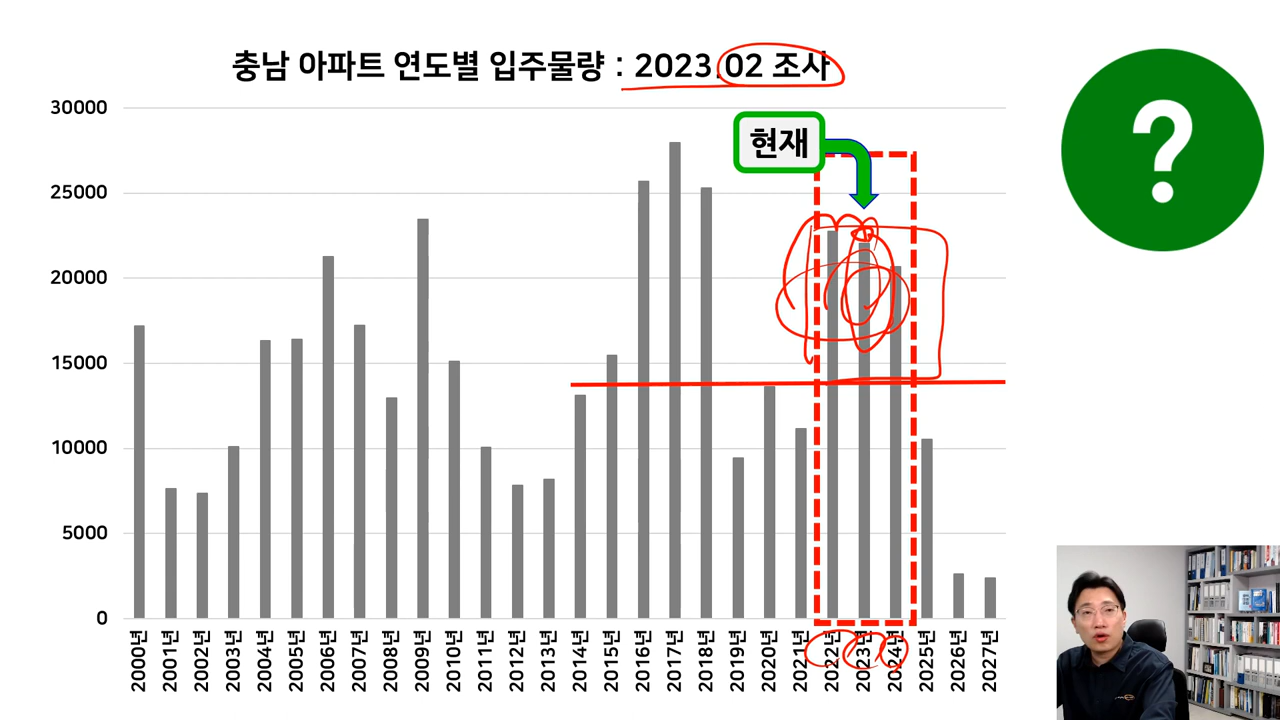 충남 아파트 연도별 입주물량 : 2023.02 조사
?
현재
30000
25000
20000
15000
10000
5000
0
2000년
2001년
2002년
2003년
2004년
2005년
2006년
2007년
2008년
2009년
2010년
2011년
2012년
2013년
2014년
2015년
2016년
2017년
2018년
2019년
2020년
2021년
2022년
2023년
2024년
2025년
2026년
2027년